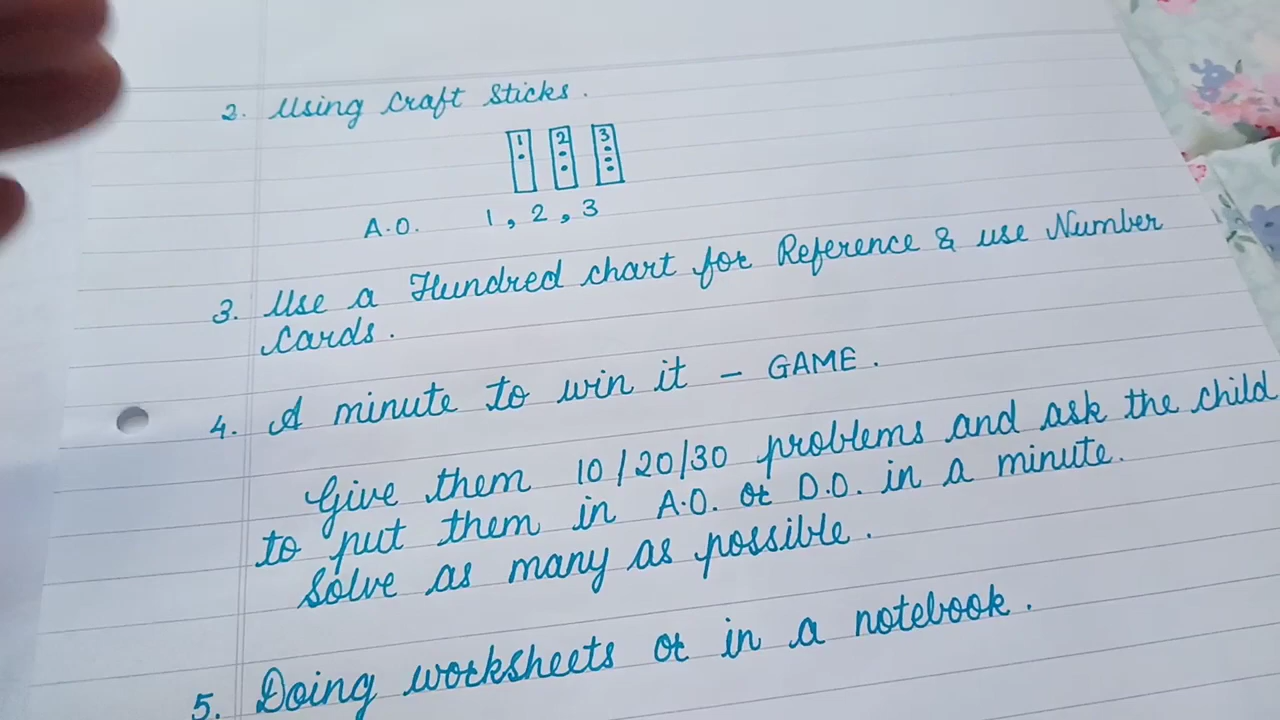 2. Using Craft Sticks.
1 2 3
A.O. 1, 2, 3
3. Use a Hundred chart for Reference & use Number
Cards.
4. A minute to win it - GAME.
Give them 10/20/30 problems and ask the child
to put them in A.O. or D.O. in a minute.
Solve as many as possible.
5. Doing worksheets or in a notebook.